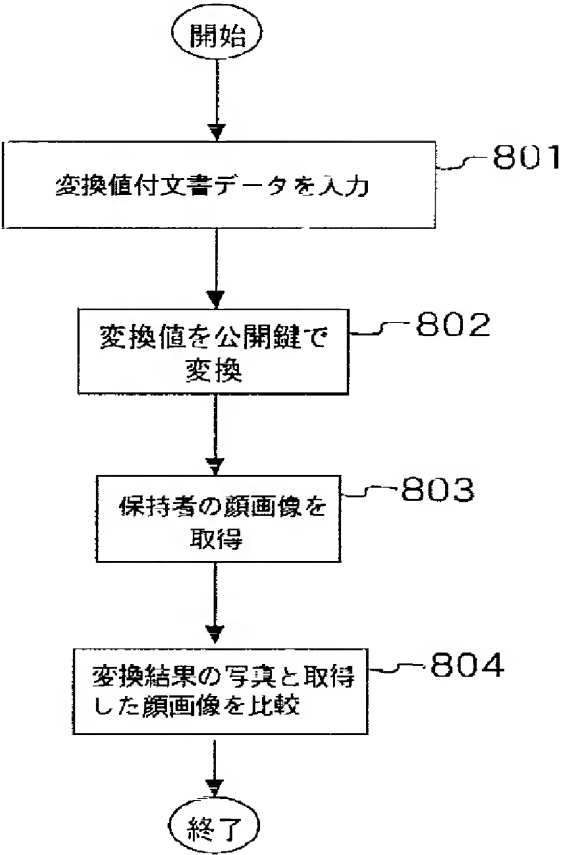 開始
変換値付文書データを入力
801
変換値を公開鍵で
変換
802
保持者の顔画像を
取得
803
変換結果の写真と取得
した顔画像を比較
804
終了